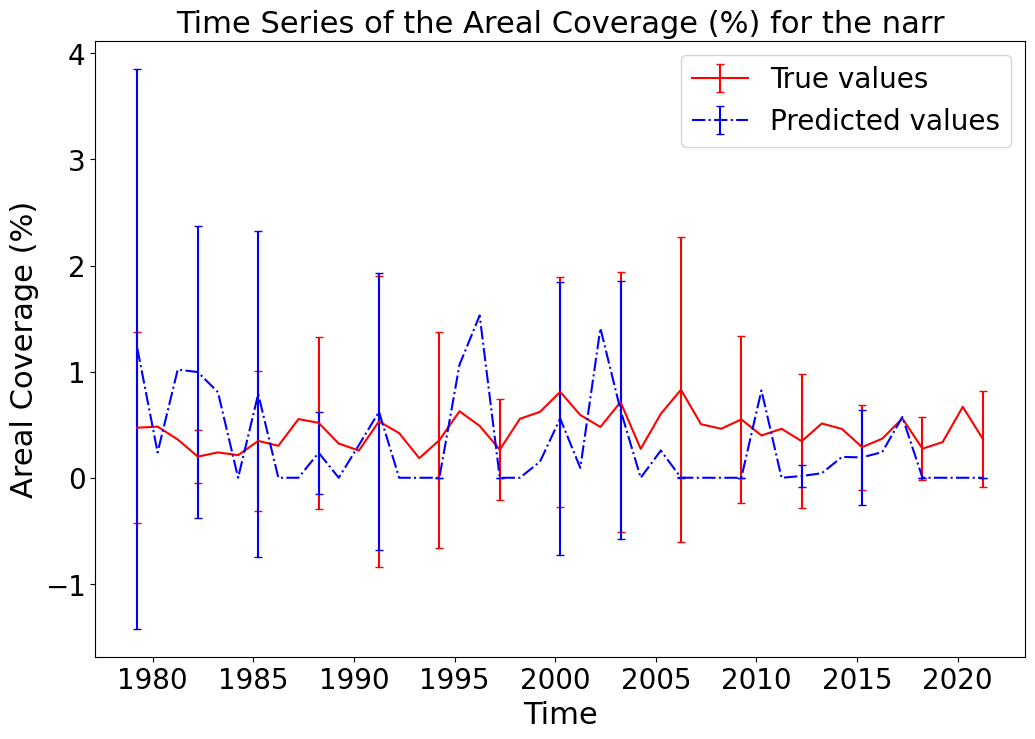 Time Series of the Areal Coverage (%) for the narr
True values
Predicted values
Areal Coverage (%)
4
3
2
1
0
−1
1980 1985 1990 1995 2000 2005 2010 2015 2020
Time